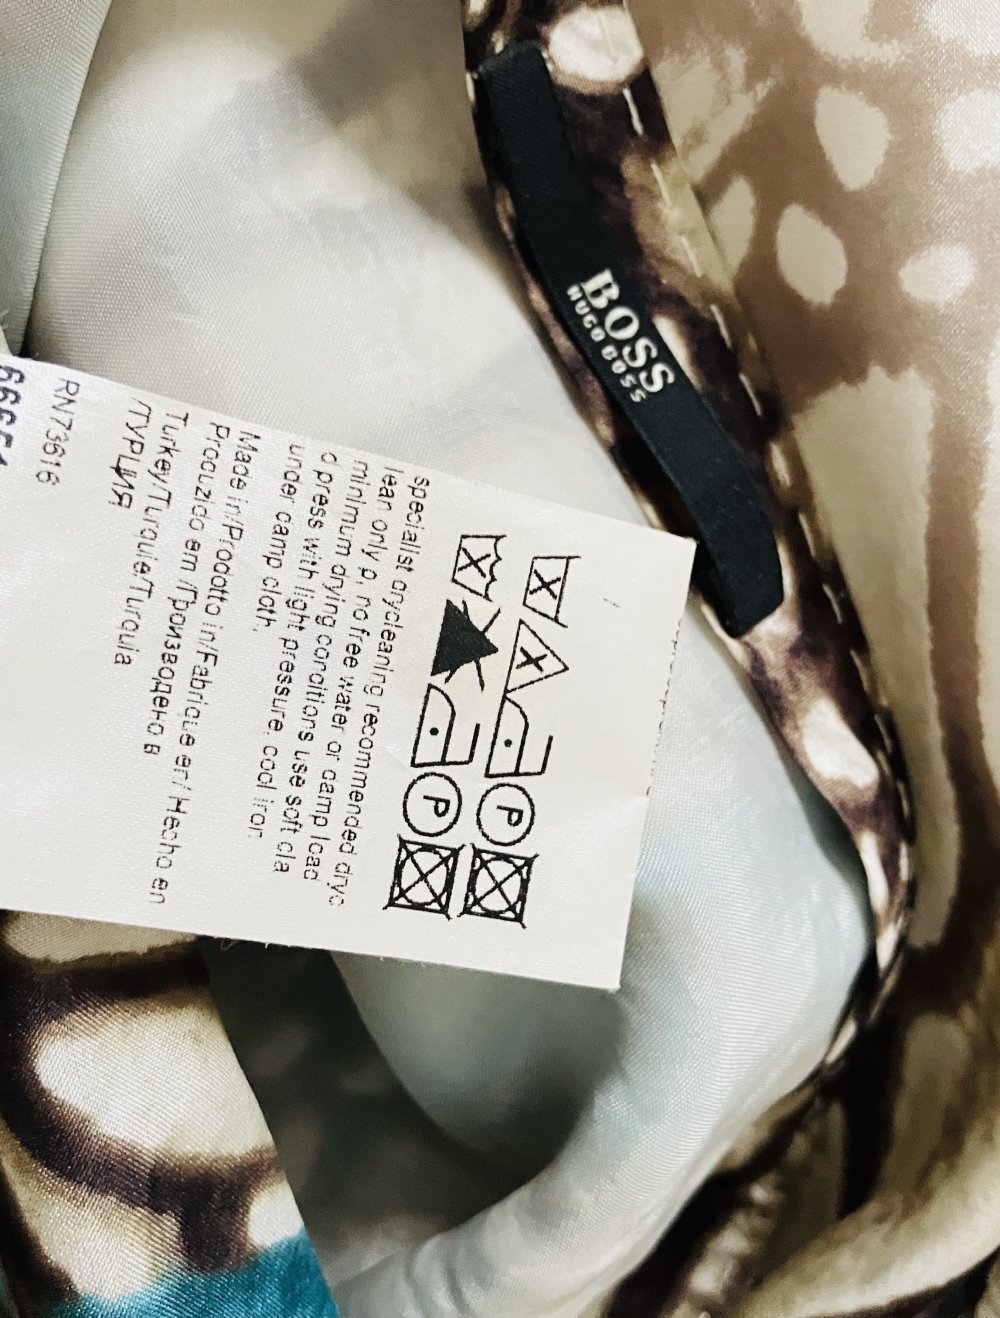 BOSS
HUGO BOSS
P
P
specialist drycleaning recommended dryc
lean only p, no free water or damp load
minimum drying conditions use soft cla
d press with light pressure, cool iron
under damp cloth.
Made in/Prodotto in/Fabrique en/ Hecho en
Produzido em /Произведено в
Turkey/Turquie/Turquia
/ТУРЦИЯ
RN73616